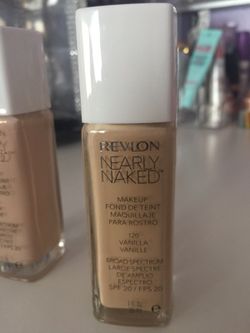 REVLON
NEARLY
NAKED™
MAKEUP
FOND DE TEINT
MAQUILLAJE
PARA ROSTRO
120
VANILLA
VANILLE
BROAD SPECTRUM
LARGE SPECTRE
DE AMPLIO
ESPECTRO
SPF 20 / FPS 20